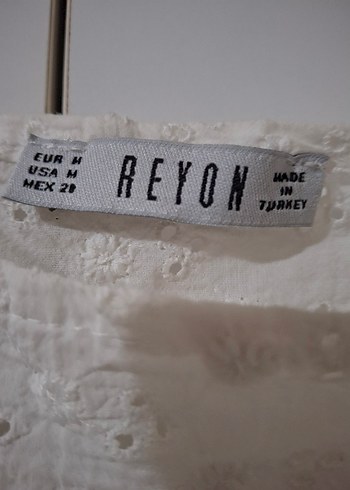 EUR M
USA M
MEX 28
REYON
MADE
IN
TURKEY